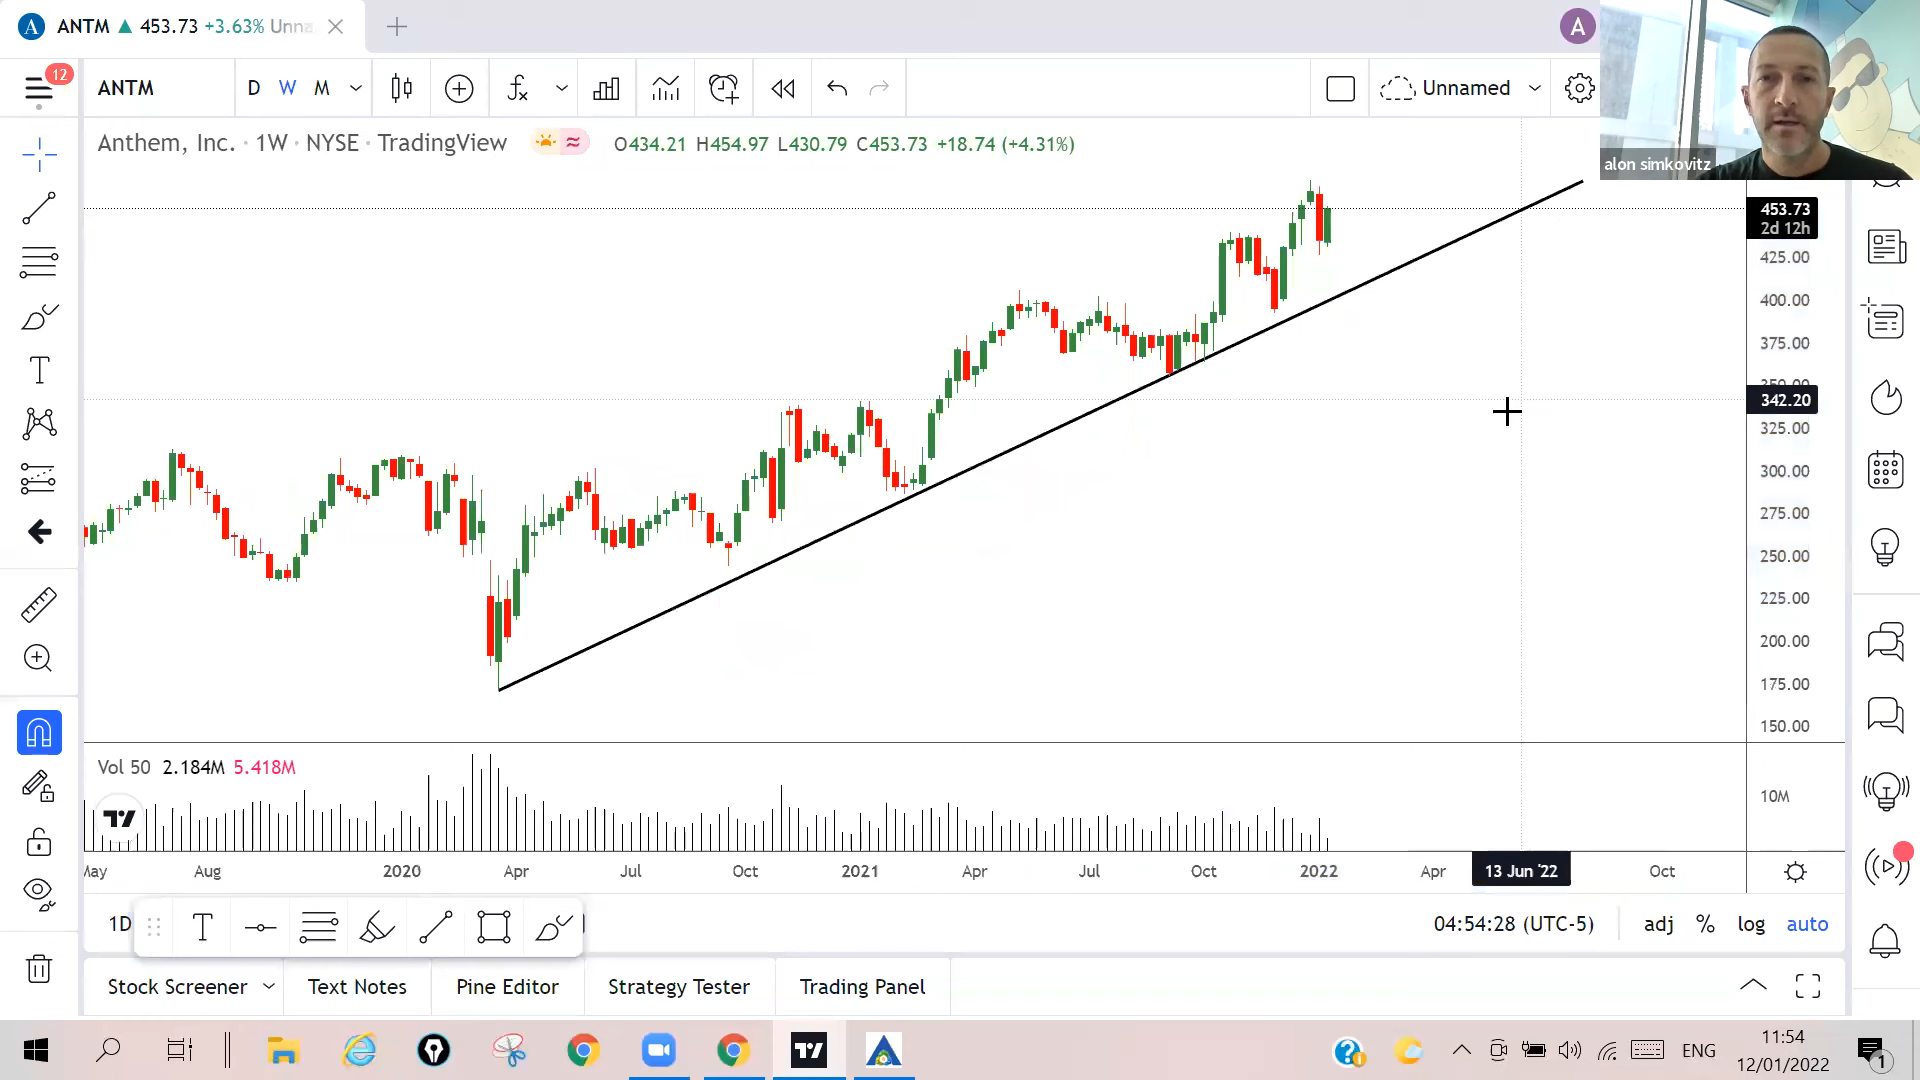 ANTM ▲ 453.73 +3.63% Unna
A
12
ANTM
D W M
Unnamed
Anthem, Inc. · 1W · NYSE · TradingView
O434.21 H454.97 L430.79 C453.73 +18.74 (+4.31%)
alon simkovitz
453.73
2d 12h
425.00
400.00
375.00
350.00
342.20
325.00
300.00
275.00
250.00
225.00
200.00
175.00
150.00
Vol 50 2.184M 5.418M
10M
May Aug 2020 Apr Jul Oct 2021 Apr Jul Oct 2022 Apr 13 Jun '22 Oct
1D
04:54:28 (UTC-5) adj % log auto
Stock Screener Text Notes Pine Editor Strategy Tester Trading Panel
ENG
11:54
12/01/2022
1